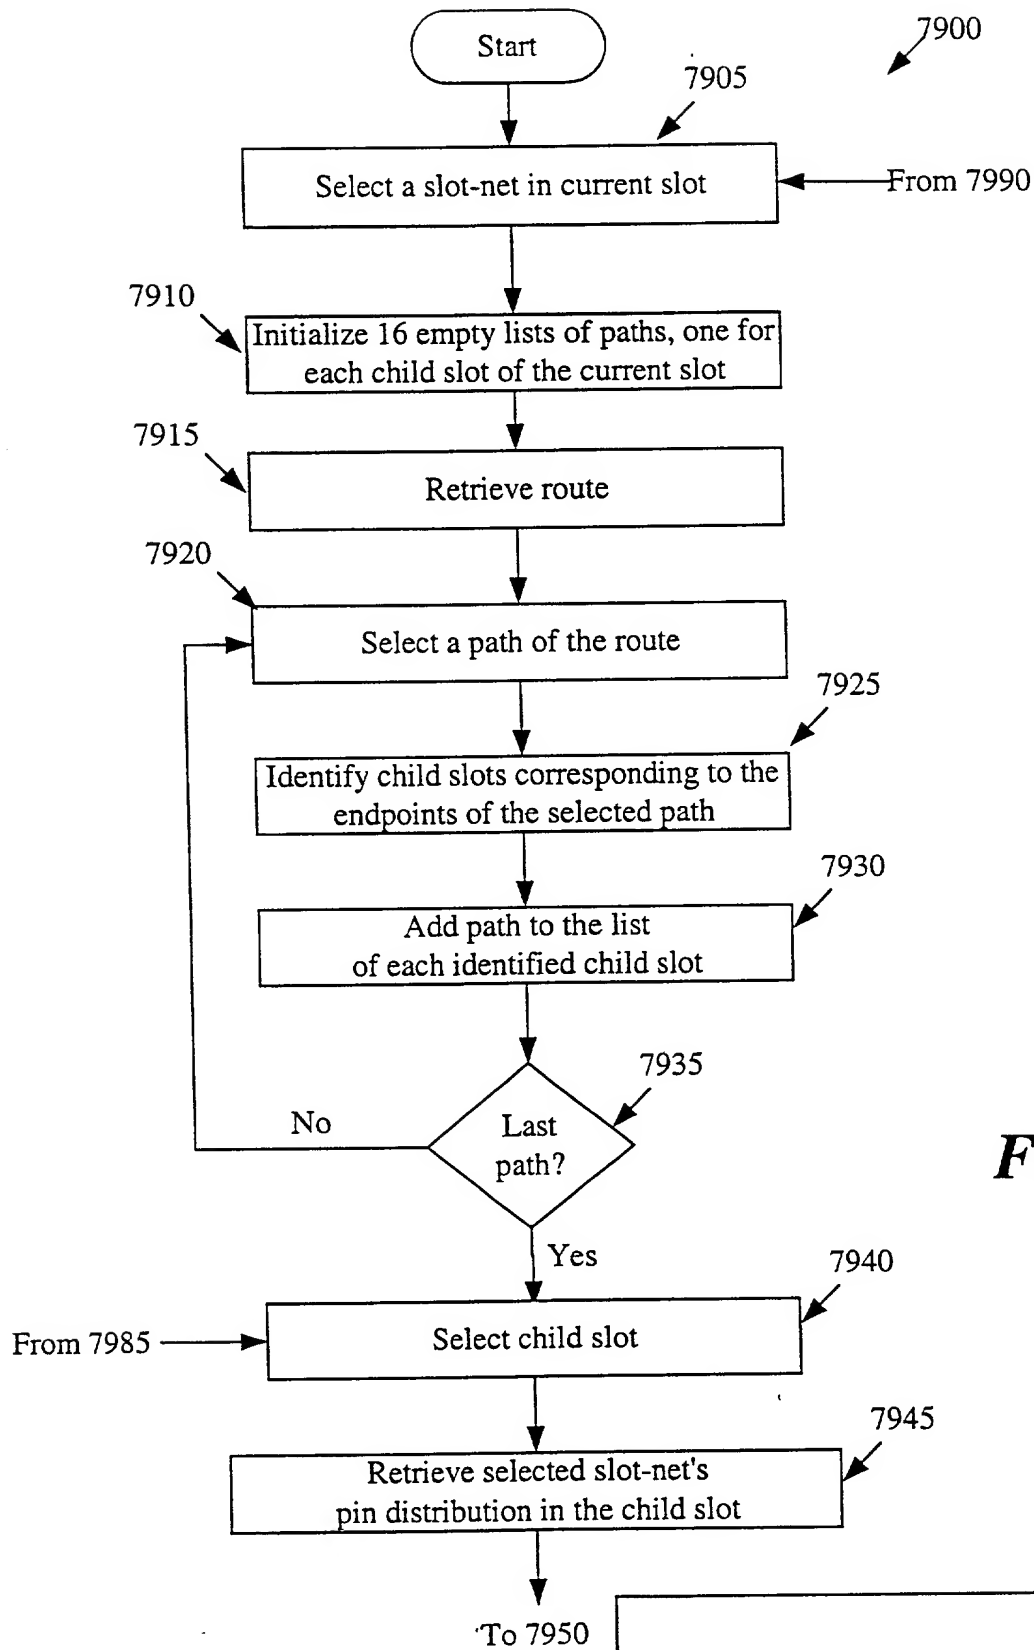 Start
7900
7905
Select a slot-net in current slot
From 7990
7910
Initialize 16 empty lists of paths, one for
each child slot of the current slot
7915
Retrieve route
7920
Select a path of the route
7925
Identify child slots corresponding to the
endpoints of the selected path
7930
Add path to the list
of each identified child slot
7935
Last
path?
No
F
Yes
7940
From 7985
Select child slot
7945
Retrieve selected slot-net's
pin distribution in the child slot
To 7950